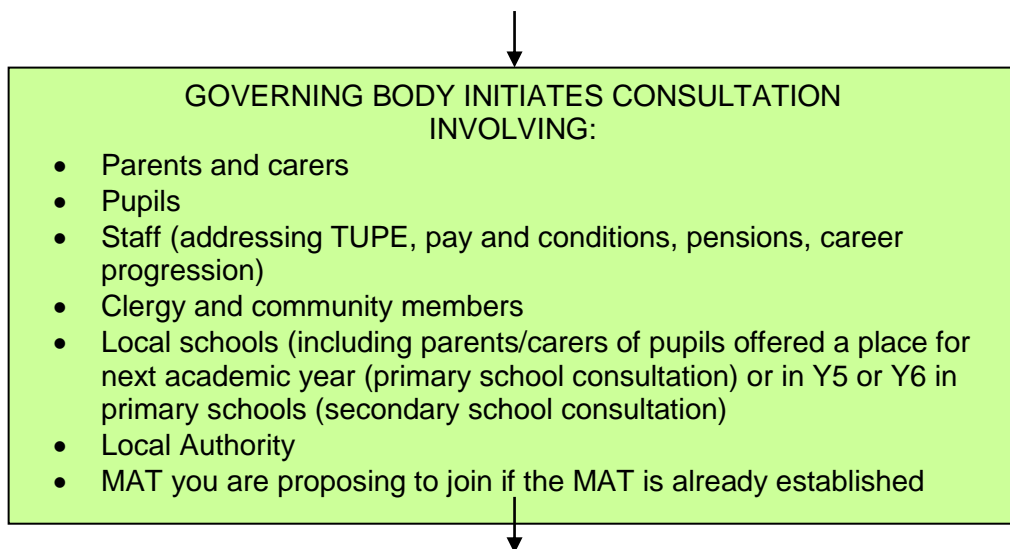 GOVERNING BODY INITIATES CONSULTATION
INVOLVING:
• Parents and carers
• Pupils
• Staff (addressing TUPE, pay and conditions, pensions, career
progression)
• Clergy and community members
• Local schools (including parents/carers of pupils offered a place for
next academic year (primary school consultation) or in Y5 or Y6 in
primary schools (secondary school consultation)
• Local Authority
• MAT you are proposing to join if the MAT is already established